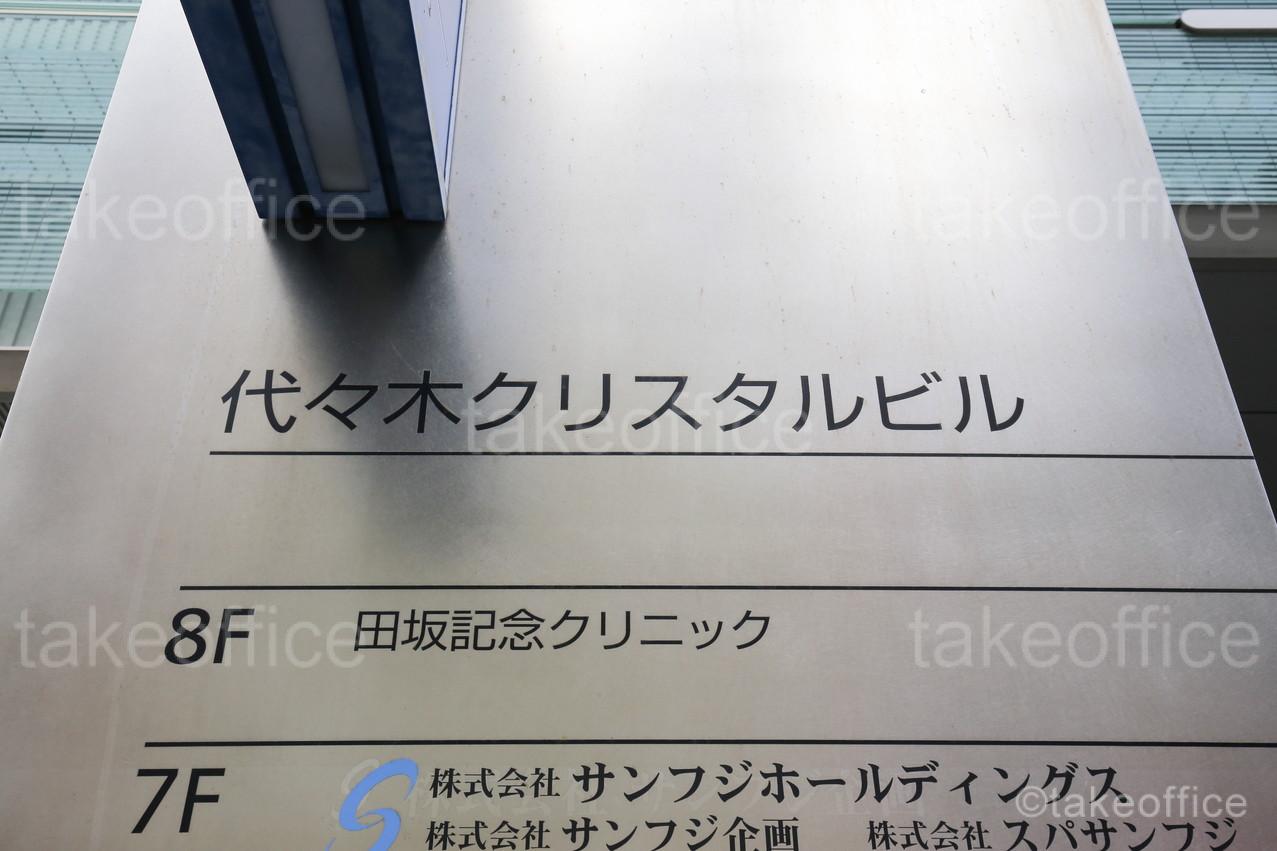 takeoffice takeoffice
代々木クリスタルビル
takeoffice
8F 田坂記念クリニック
takeoffice takeoffice
7F 株式会社 サンフジホールディングス
©takeoffice
株式会社 サンフジ企画 株式会社 スパサンフジ